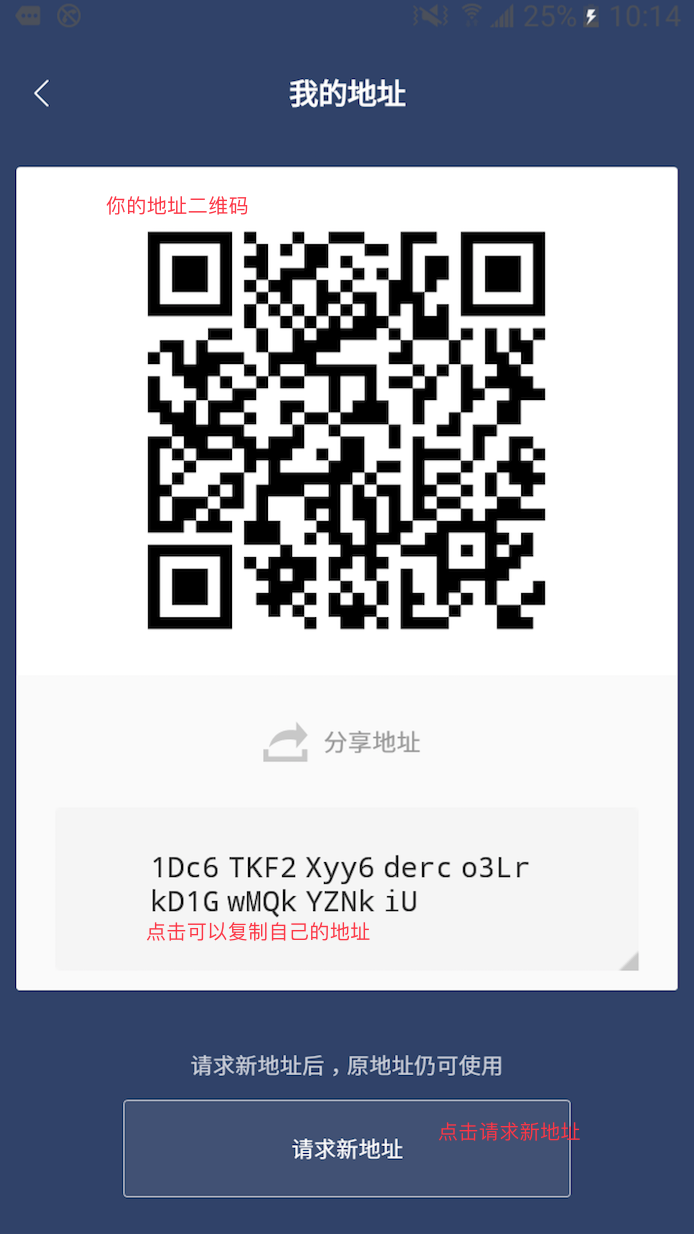 25% 10:14
我的地址
你的地址二维码
分享地址
1Dc6 TKF2 Xyy6 derc o3Lr
kD1G wMQk YZNk iU
点击可以复制自己的地址
请求新地址后，原地址仍可使用
点击请求新地址
请求新地址